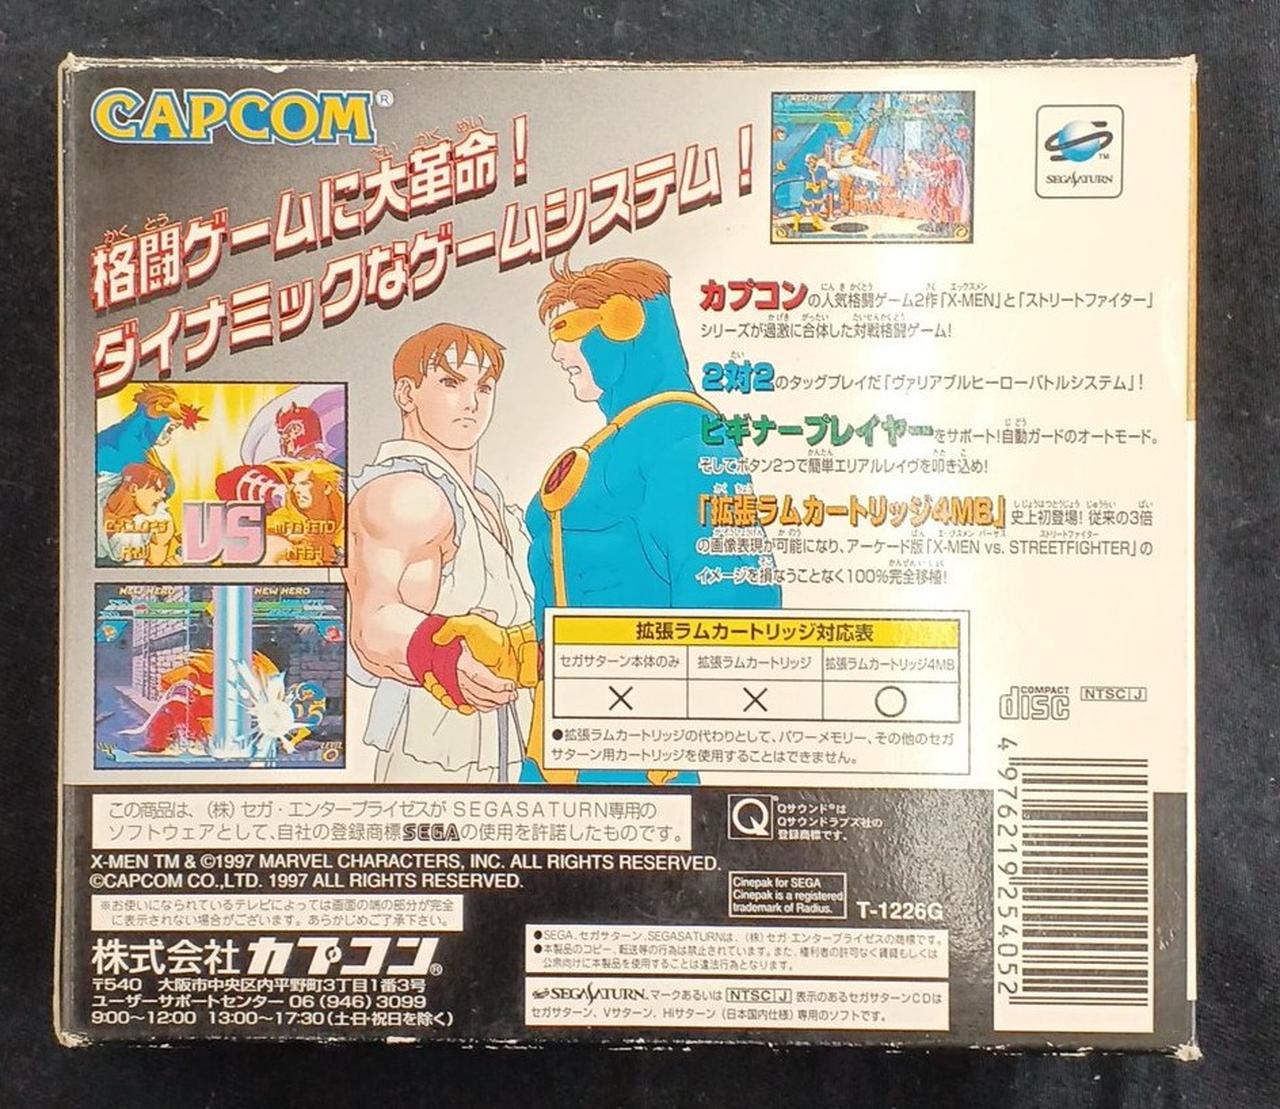 CAPCOM®
格闘ゲームに大革命!
かく とう
だい かく めい
ダイナミックなゲームシステム!
SEGA SATURN™
カプコンの人気格闘ゲーム2作「X-MEN」と「ストリートファイター」
シリーズが過激に合体した対戦格闘ゲーム!
2対2のタッグプレイだ「ヴァリアブルヒーローバトルシステム」!
ビギナープレイヤーをサポート!自動ガードのオートモード。
そしてボタン2つで簡単エリアルレイヴを叩き込め!
「拡張ラムカートリッジ4MB」史上初登場!従来の3倍
の画像表現が可能になり、アーケード版「X-MEN vs. STREETFIGHTER」の
イメージを損なうことなく100%完全移植!
CYCLOPS
RYU
VS
MAGNETO
NEW HERO
NEW HERO
拡張ラムカートリッジ対応表
セガサターン本体のみ
拡張ラムカートリッジ
拡張ラムカートリッジ4MB
×
×
○
●拡張ラムカートリッジの代わりとして、パワーメモリー、その他のセガ
サターン用カートリッジを使用することはできません。
COMPACT disc
NTSC J
4 976219 254052
この商品は、(株)セガ・エンタープライゼスがSEGASATURN専用の
ソフトウェアとして、自社の登録商標SEGAの使用を許諾したものです。
Q
Qサウンド®は
Qサウンドラブズ社の
登録商標です。
X-MEN TM & ©1997 MARVEL CHARACTERS, INC. ALL RIGHTS RESERVED.
©CAPCOM CO.,LTD. 1997 ALL RIGHTS RESERVED.
Cinepak for SEGA
Cinepak is a registered
trademark of Radius.
T-1226G
※お使いになられているテレビによっては画面の端の部分が完全
に表示されない場合がございます。あらかじめご了承下さい。
株式会社カプコン®
〒540 大阪市中央区内平野町3丁目1番3号
ユーザーサポートセンター 06(946)3099
9:00〜12:00 13:00〜17:30(土・日・祝日を除く)
●SEGA、セガサターン、SEGASATURNは、(株)セガ・エンタープライゼスの商標です。
●本製品のコピー、転送等の行為は禁止されています。また、権利者の許可なく賃貸もしくは
公衆向けに本製品を使用することは違法行為となります。
SEGA SATURN™マークあるいは NTSC J 表示のあるセガサターンCDは
セガサターン、Vサターン、Hiサターン(日本国内仕様)専用のソフトです。